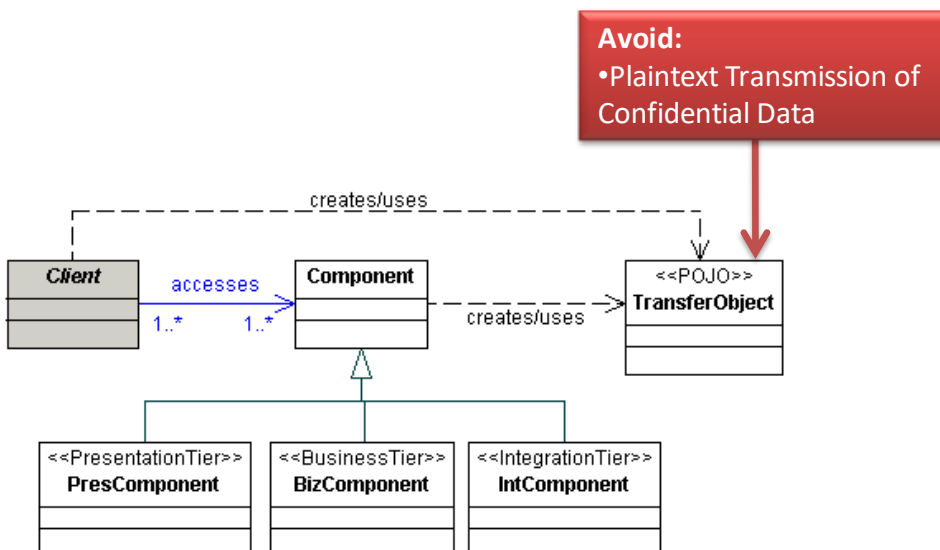 Avoid:
•Plaintext Transmission of
Confidential Data
creates/uses
Client
accesses
1..*
1..*
Component
creates/uses
<<POJO>>
TransferObject
<<PresentationTier>>
PresComponent
<<BusinessTier>>
BizComponent
<<IntegrationTier>>
IntComponent